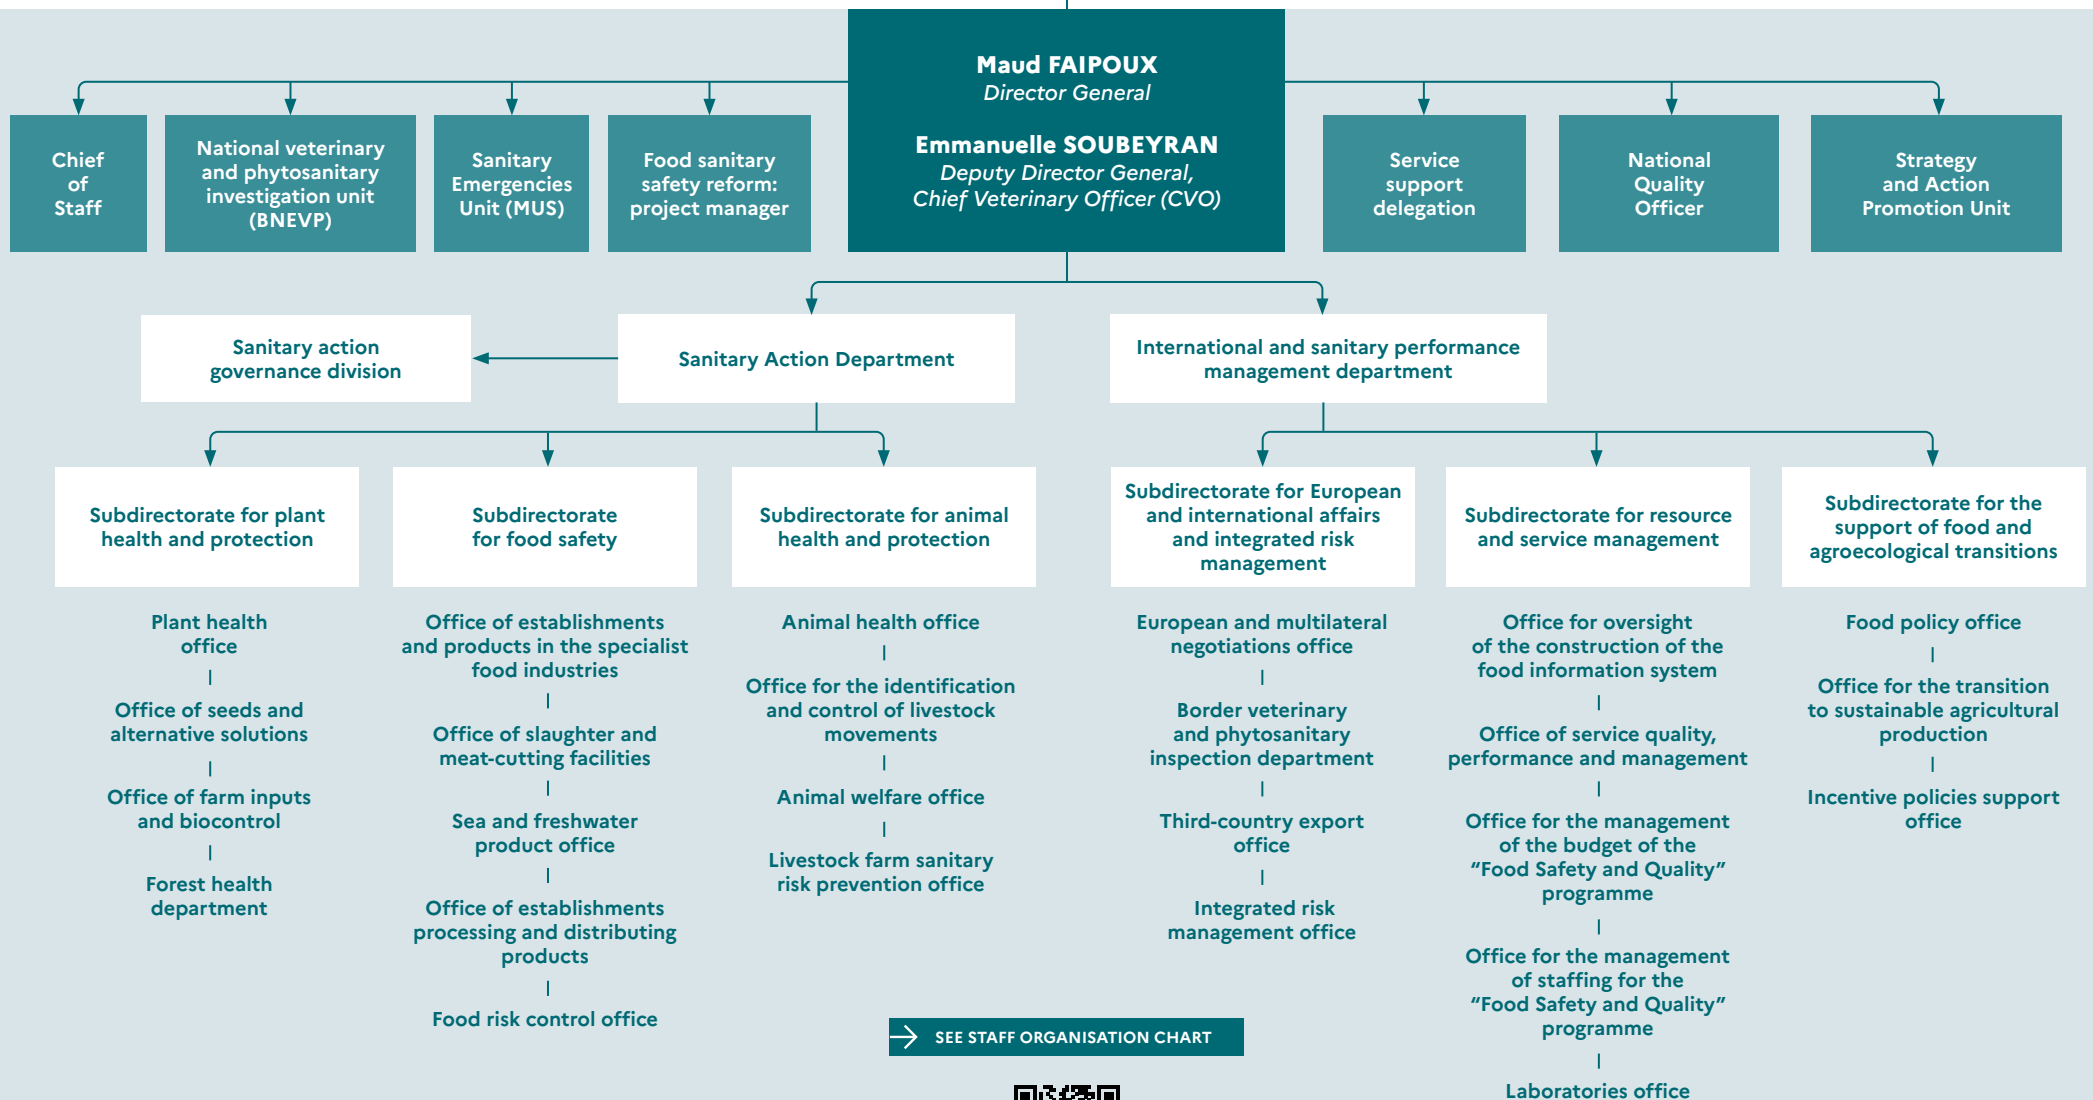 Maud FAIPOUX
Director General
Emmanuelle SOUBEYRAN
Deputy Director General,
Chief Veterinary Officer (CVO)
Chief
of
Staff
National veterinary
and phytosanitary
investigation unit
(BNEVP)
Sanitary
Emergencies
Unit (MUS)
Food sanitary
safety reform:
project manager
Service
support
delegation
National
Quality
Officer
Strategy
and Action
Promotion Unit
Sanitary action
governance division
Sanitary Action Department
International and sanitary performance
management department
Subdirectorate for plant
health and protection
Plant health
office
Office of seeds and
alternative solutions
Office of farm inputs
and biocontrol
Forest health
department
Subdirectorate
for food safety
Office of establishments
and products in the specialist
food industries
Office of slaughter and
meat-cutting facilities
Sea and freshwater
product office
Office of establishments
processing and distributing
products
Food risk control office
Subdirectorate for animal
health and protection
Animal health office
Office for the identification
and control of livestock
movements
Animal welfare office
Livestock farm sanitary
risk prevention office
Subdirectorate for European
and international affairs
and integrated risk
management
European and multilateral
negotiations office
Border veterinary
and phytosanitary
inspection department
Third-country export
office
Integrated risk
management office
Subdirectorate for resource
and service management
Office for oversight
of the construction of the
food information system
Office of service quality,
performance and management
Office for the management
of the budget of the
“Food Safety and Quality”
programme
Office for the management
of staffing for the
“Food Safety and Quality”
programme
Laboratories office
Subdirectorate for the
support of food and
agroecological transitions
Food policy office
Office for the transition
to sustainable agricultural
production
Incentive policies support
office
SEE STAFF ORGANISATION CHART